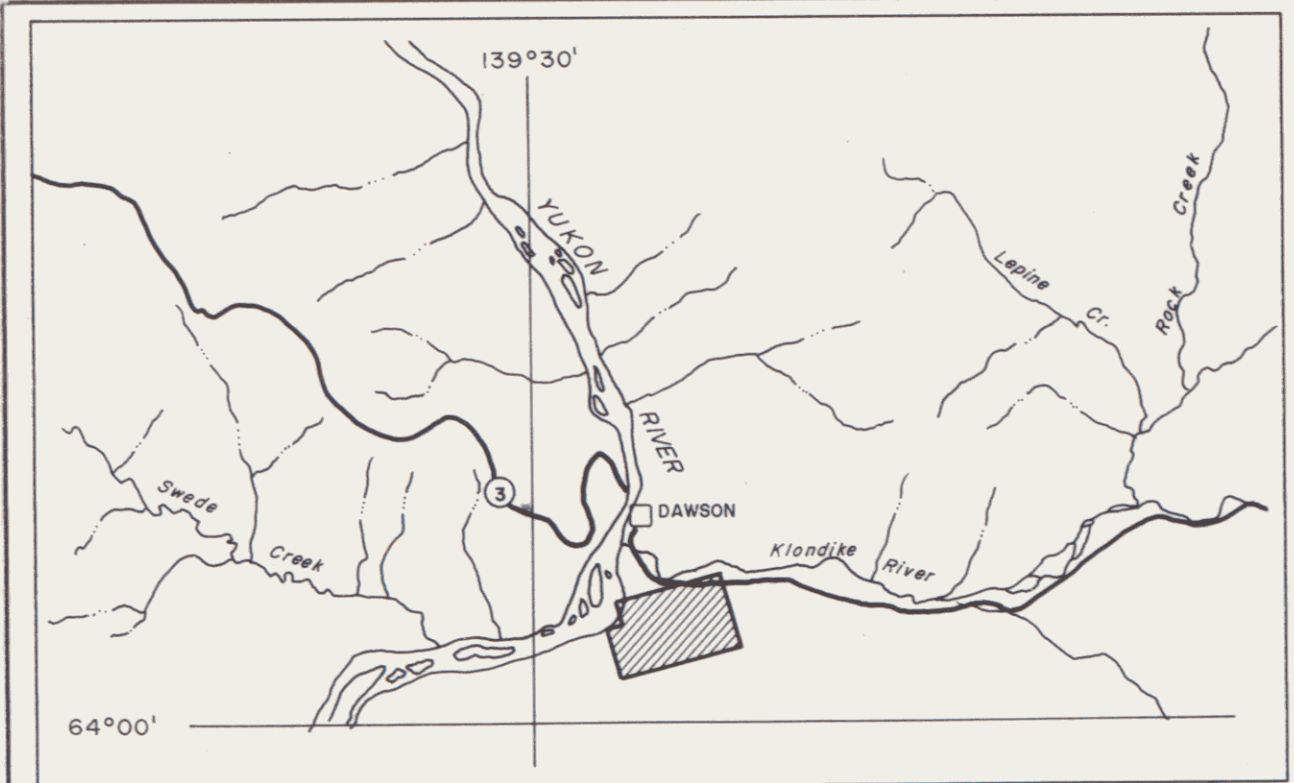 139°30'
YUKON
RIVER
Lepine
Cr.
Rock
Creek
Swede
Creek
3
DAWSON
Klondike
River
64°00'